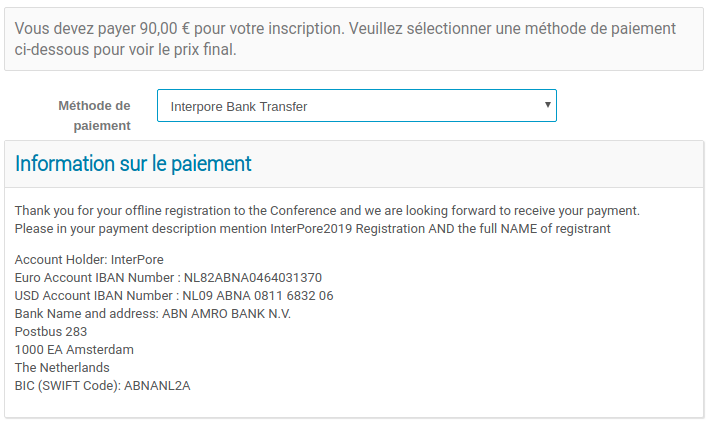 Vous devez payer 90,00 € pour votre inscription. Veuillez sélectionner une méthode de paiement
ci-dessous pour voir le prix final.
Méthode de
paiement
Interpore Bank Transfer
Information sur le paiement
Thank you for your offline registration to the Conference and we are looking forward to receive your payment.
Please in your payment description mention InterPore2019 Registration AND the full NAME of registrant
Account Holder: InterPore
Euro Account IBAN Number : NL82ABNA0464031370
USD Account IBAN Number : NL09 ABNA 0811 6832 06
Bank Name and address: ABN AMRO BANK N.V.
Postbus 283
1000 EA Amsterdam
The Netherlands
BIC (SWIFT Code): ABNANL2A